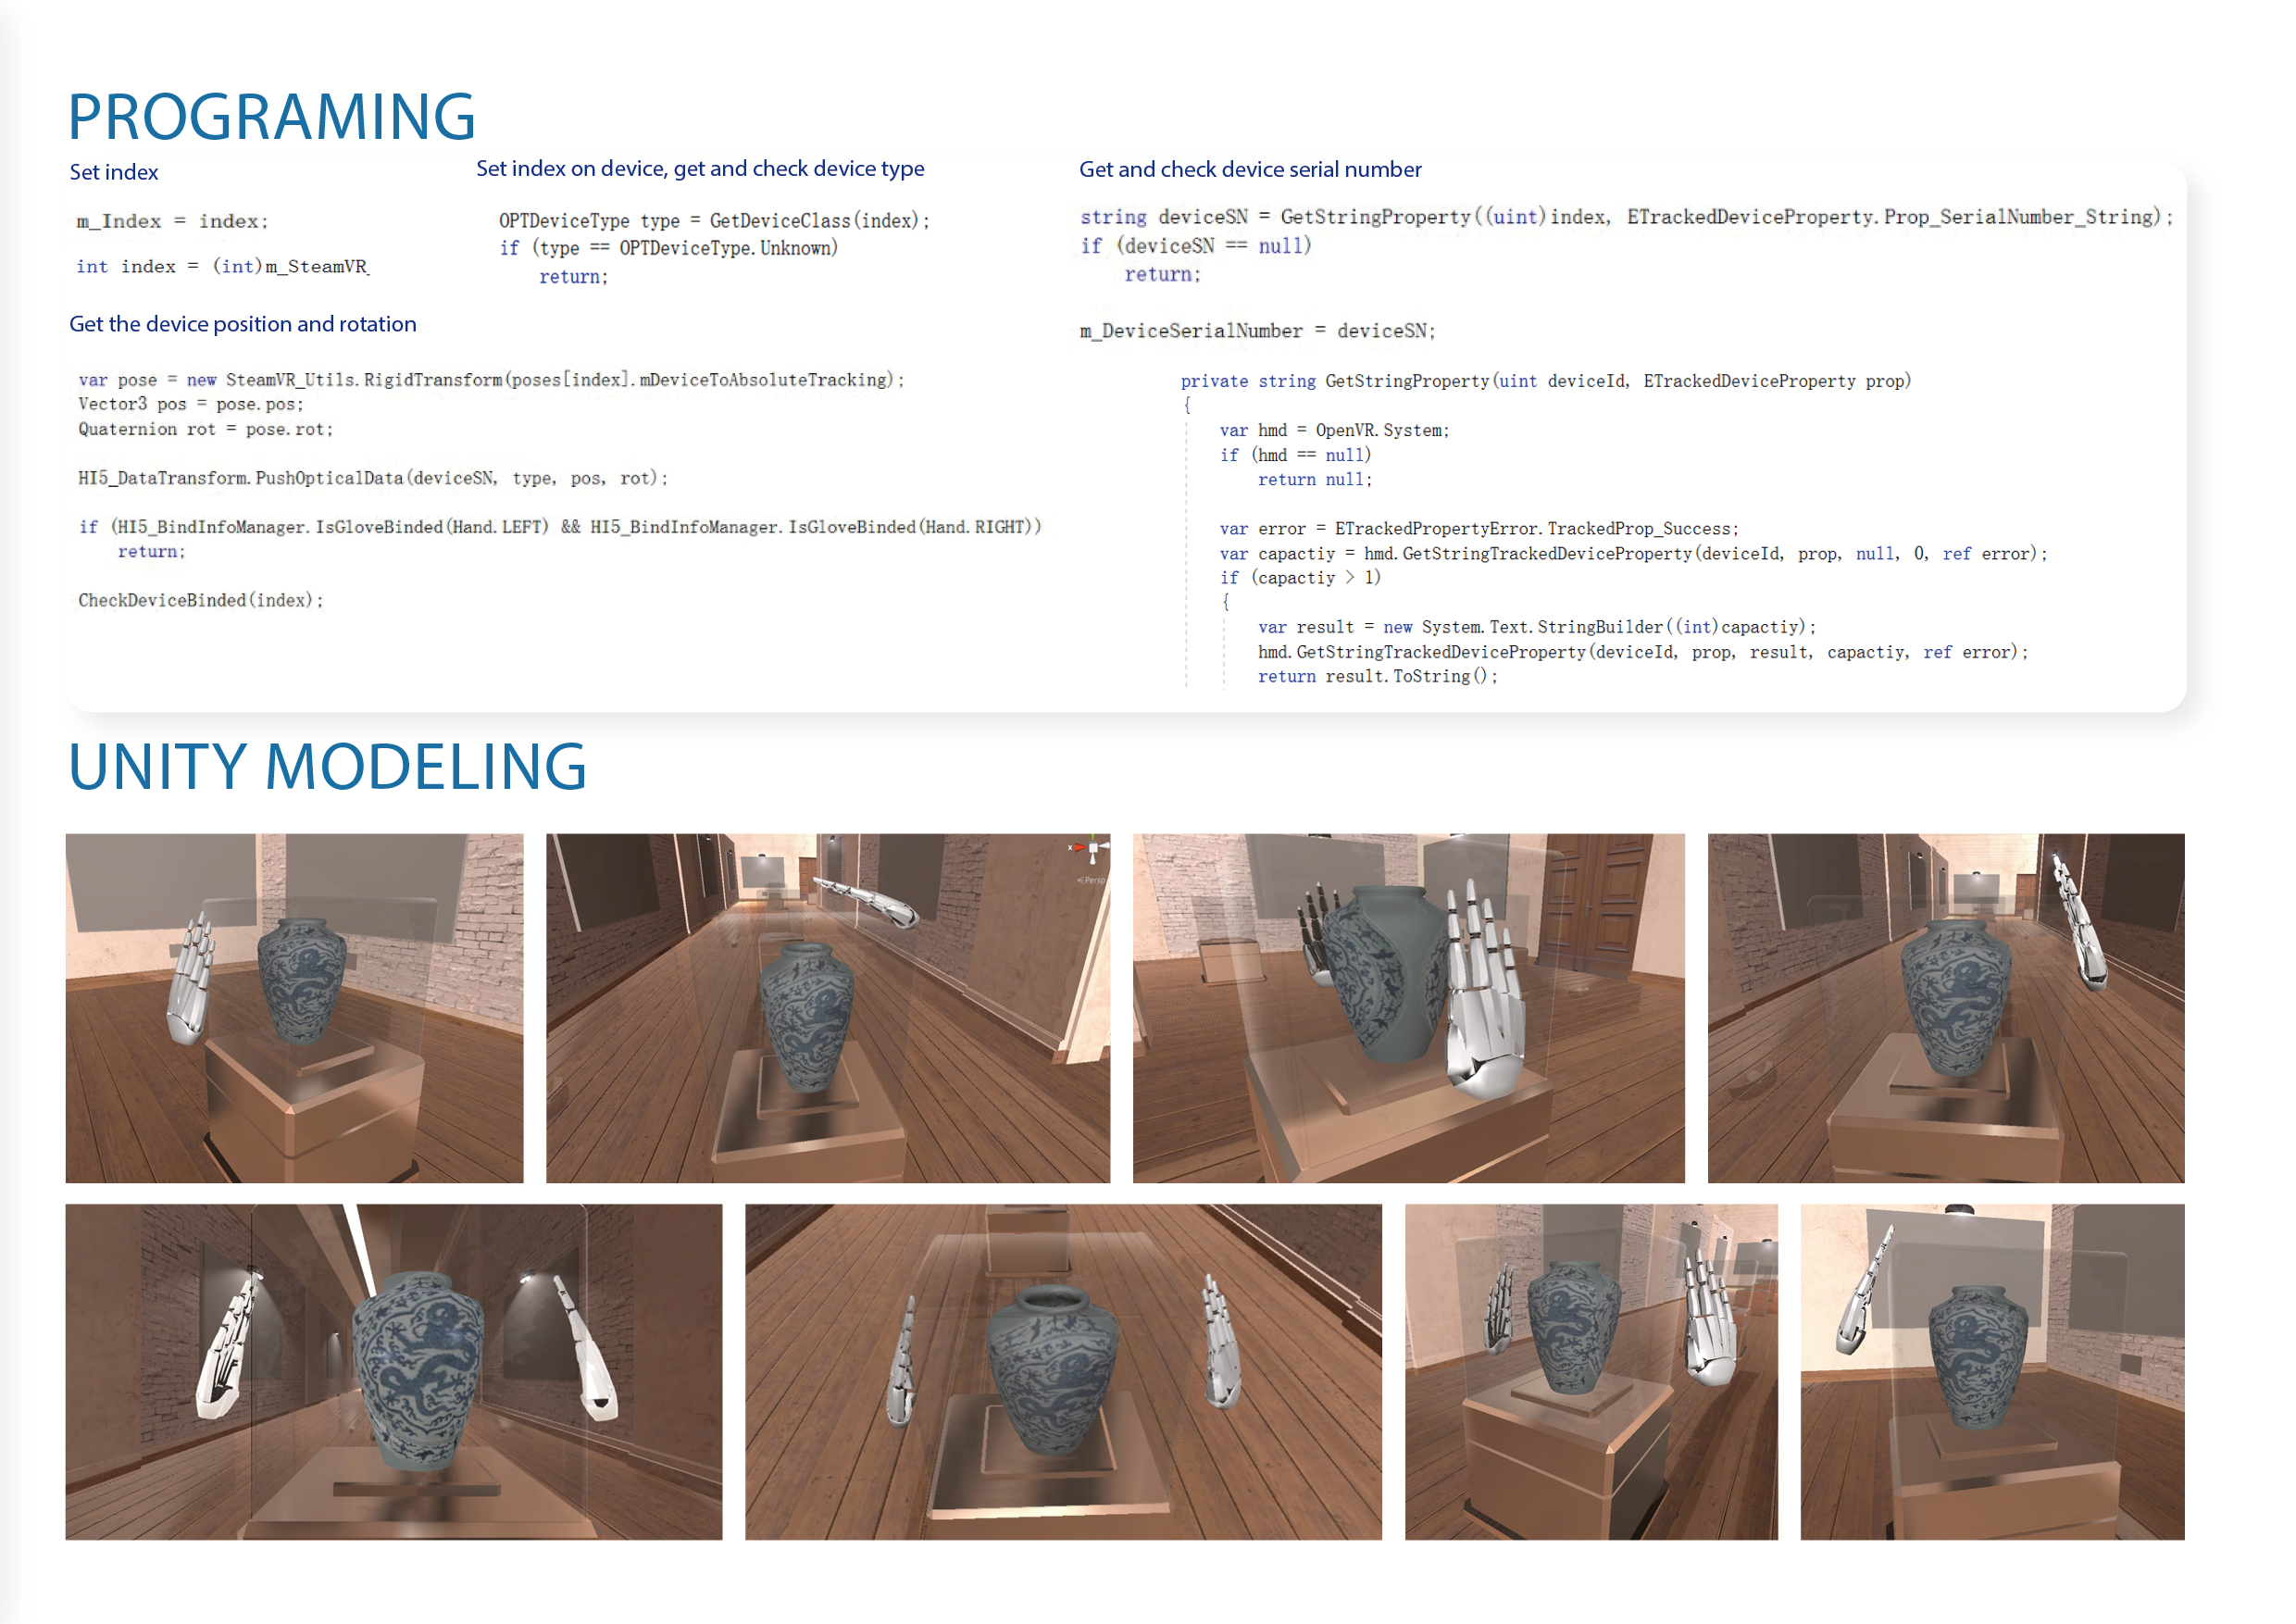 PROGRAMING
Set index
m_Index = index;
int index = (int)m_SteamVR_
Set index on device, get and check device type
OPTDeviceType type = GetDeviceClass(index);
if (type == OPTDeviceType.Unknown)
return;
Get the device position and rotation
var pose = new SteamVR_Utils.RigidTransform(poses[index].mDeviceToAbsoluteTracking);
Vector3 pos = pose.pos;
Quaternion rot = pose.rot;
HI5_DataTransform.PushOpticalData(deviceSN, type, pos, rot);
if (HI5_BindInfoManager.IsGloveBinded(Hand.LEFT) && HI5_BindInfoManager.IsGloveBinded(Hand.RIGHT))
return;
CheckDeviceBinded(index);
Get and check device serial number
string deviceSN = GetStringProperty((uint)index, ETrackedDeviceProperty.Prop_SerialNumber_String);
if (deviceSN == null)
return;
m_DeviceSerialNumber = deviceSN;
private string GetStringProperty(uint deviceId, ETrackedDeviceProperty prop)
{
var hmd = OpenVR.System;
if (hmd == null)
return null;
var error = ETrackedPropertyError.TrackedProp_Success;
var capactiy = hmd.GetStringTrackedDeviceProperty(deviceId, prop, null, 0, ref error);
if (capactiy > 1)
{
var result = new System.Text.StringBuilder((int)capactiy);
hmd.GetStringTrackedDeviceProperty(deviceId, prop, result, capactiy, ref error);
return result.ToString();
UNITY MODELING
x
< Persp